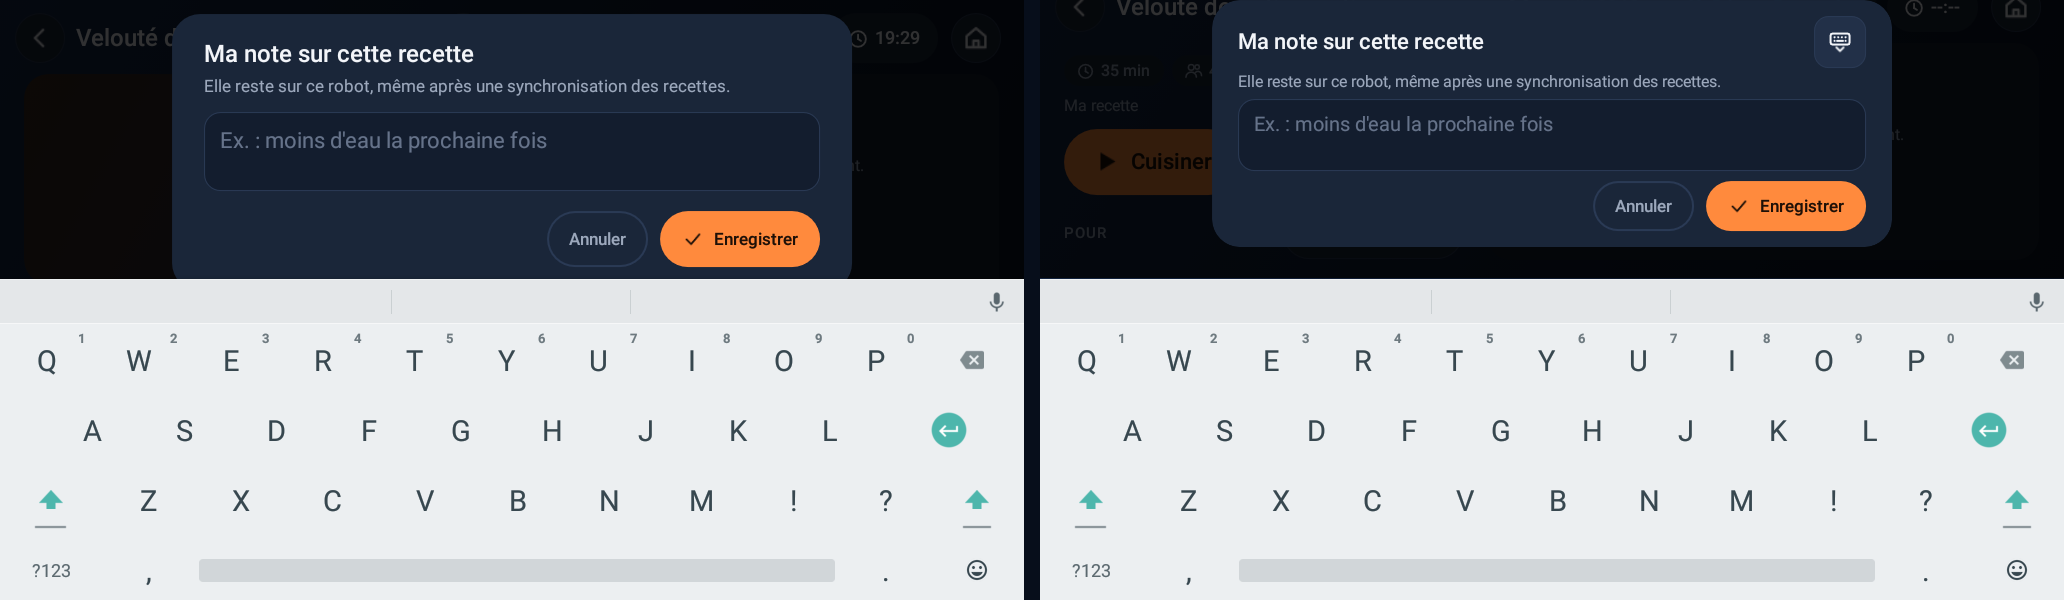 Velouté d
19:29
Ma note sur cette recette
Elle reste sur ce robot, même après une synchronisation des recettes.
Ex. : moins d'eau la prochaine fois
Annuler
Enregistrer
1 2 3 4 5 6 7 8 9 0
Q W E R T Y U I O P
A S D F G H J K L
Z X C V B N M ! ?
?123 , .
Velouté de
--:--
Ma note sur cette recette
35 min
Elle reste sur ce robot, même après une synchronisation des recettes.
Ma recette
Ex. : moins d'eau la prochaine fois
Cuisiner
Annuler
Enregistrer
POUR
1 2 3 4 5 6 7 8 9 0
Q W E R T Y U I O P
A S D F G H J K L
Z X C V B N M ! ?
?123 , .